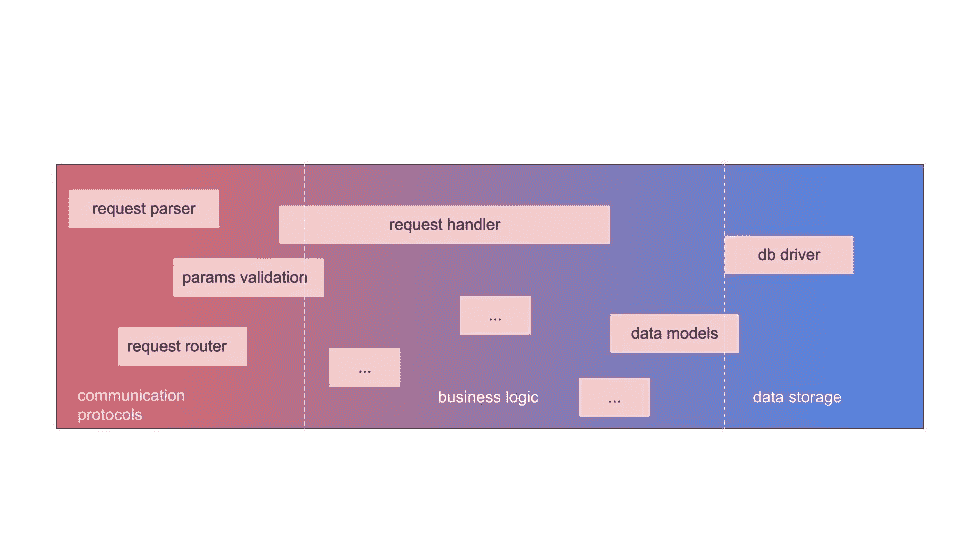 request parser
request handler
db driver
params validation
...
data models
request router
...
...
communication
protocols
business logic
data storage